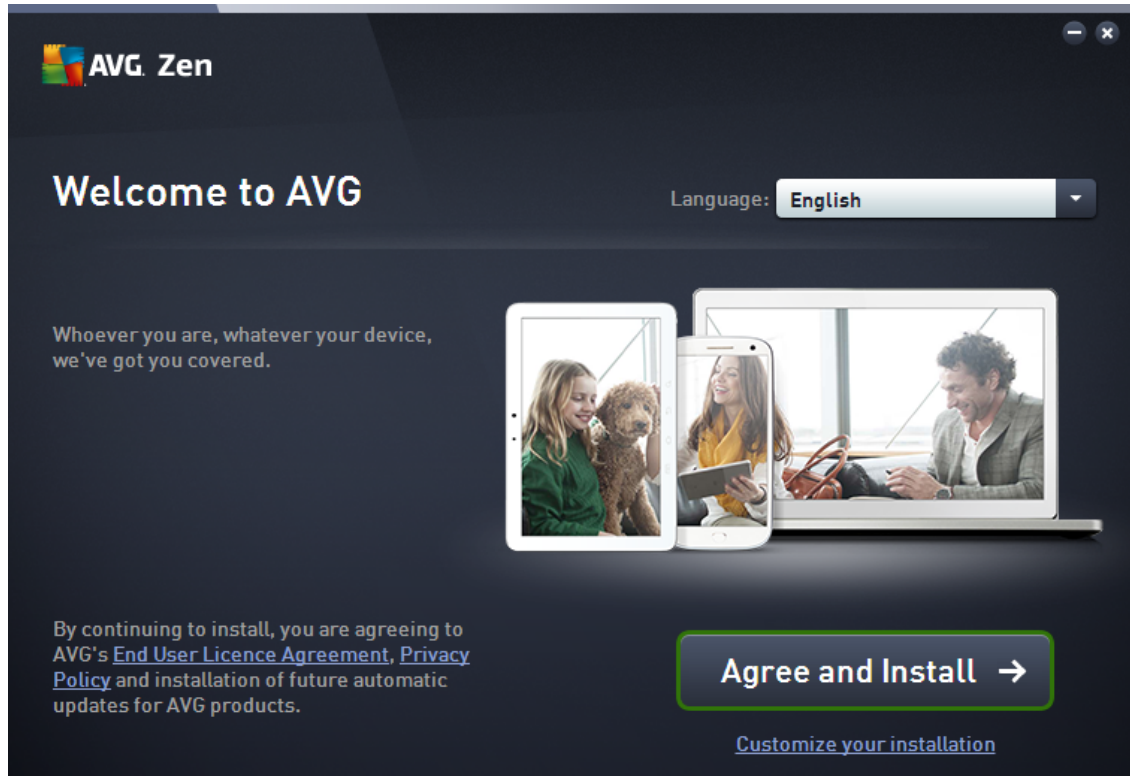 AVG. Zen
Welcome to AVG
Language: English
Whoever you are, whatever your device,
we've got you covered.
By continuing to install, you are agreeing to
AVG's End User Licence Agreement, Privacy
Policy and installation of future automatic
updates for AVG products.
Agree and Install →
Customize your installation